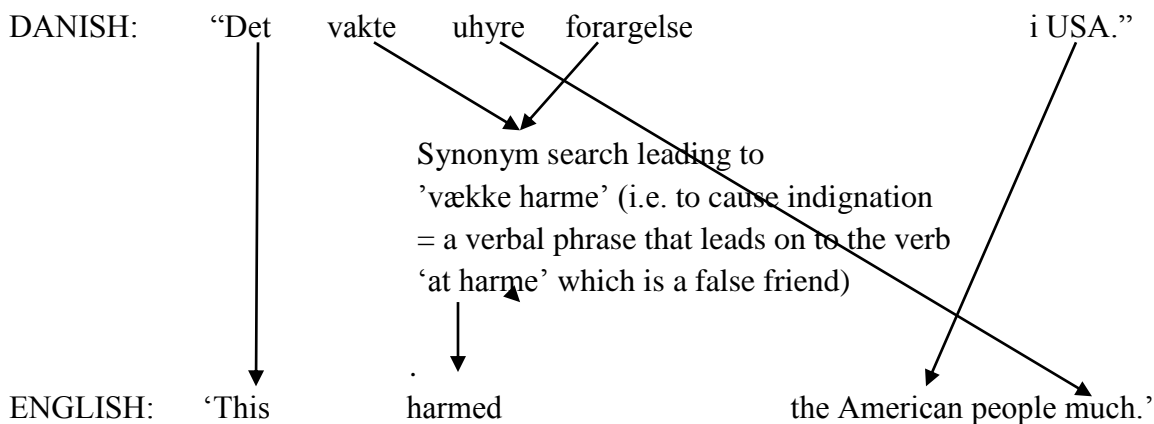 DANISH: “Det vakte uhyre forargelse i USA.”
Synonym search leading to
’vække harme’ (i.e. to cause indignation
= a verbal phrase that leads on to the verb
‘at harme’ which is a false friend)
.
ENGLISH: ‘This harmed the American people much.’